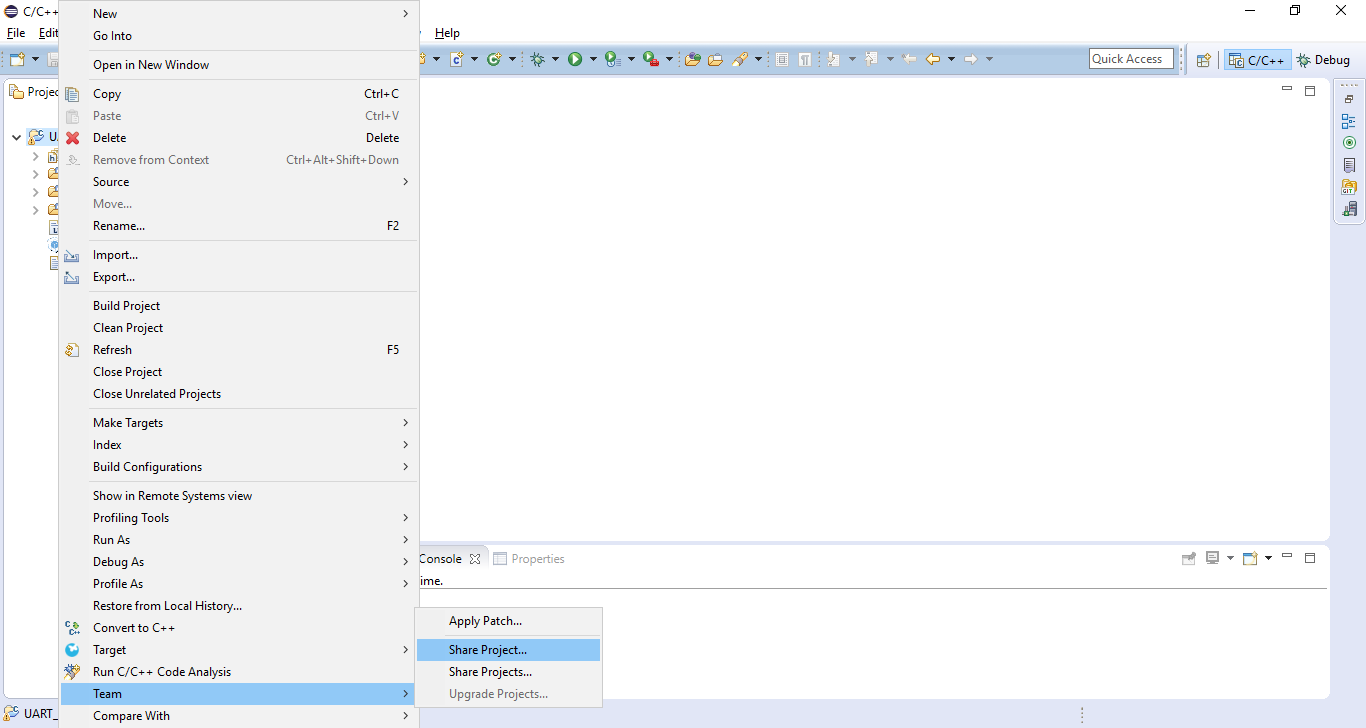 C/C++
New
File Edit
Go Into
Help
Open in New Window
Quick Access
C/C++
Debug
Projec
Copy Ctrl+C
Paste Ctrl+V
Delete Delete
Remove from Context Ctrl+Alt+Shift+Down
Source
Move...
Rename... F2
Import...
Export...
Build Project
Clean Project
Refresh F5
Close Project
Close Unrelated Projects
Make Targets
Index
Build Configurations
Show in Remote Systems view
Profiling Tools
Run As
Debug As
Profile As
Restore from Local History...
Convert to C++
Target
Run C/C++ Code Analysis
Team
Compare With
Console
Properties
ime.
Apply Patch...
Share Project...
Share Projects...
Upgrade Projects...
UART_